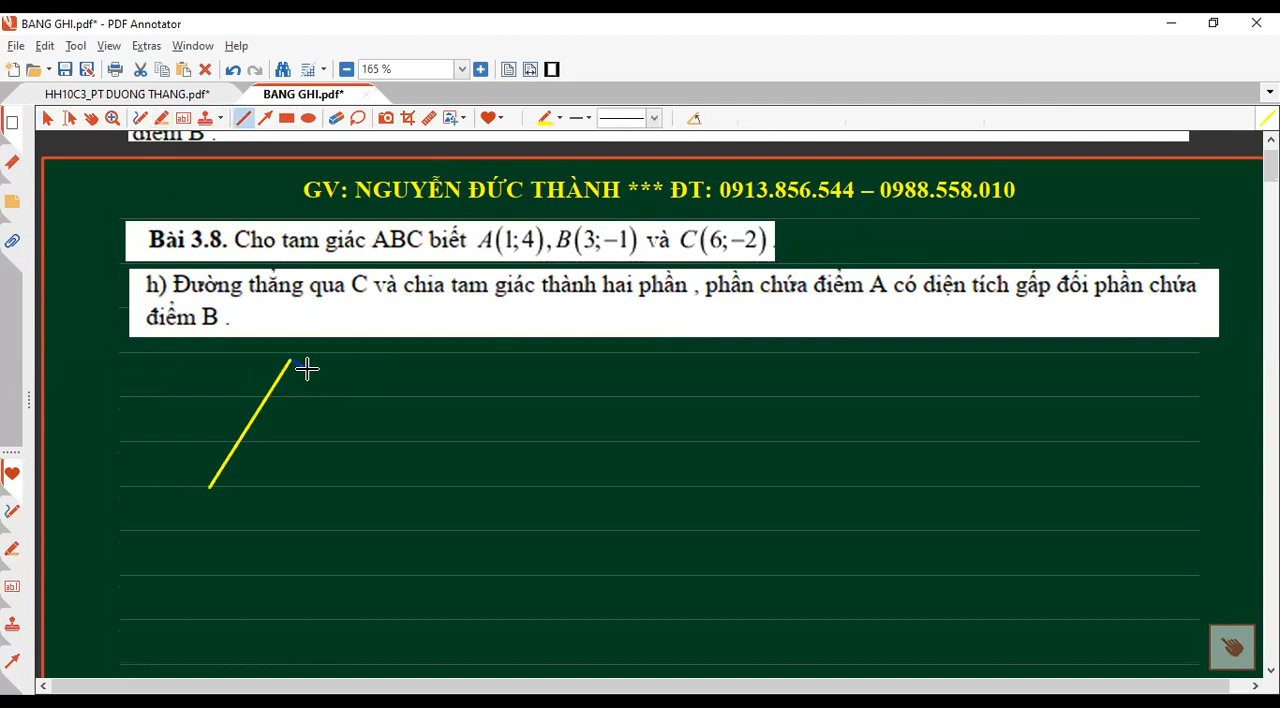 BANG GHI.pdf* - PDF Annotator
File Edit Tool View Extras Window Help
165 %
HH10C3_PT DUONG THANG.pdf* BANG GHI.pdf*
điểm B .
GV: NGUYỄN ĐỨC THÀNH *** ĐT: 0913.856.544 – 0988.558.010
Bài 3.8. Cho tam giác ABC biết A(1;4), B(3;−1) và C(6;−2).
h) Đường thẳng qua C và chia tam giác thành hai phần , phần chứa điểm A có diện tích gấp đối phần chứa
điểm B .